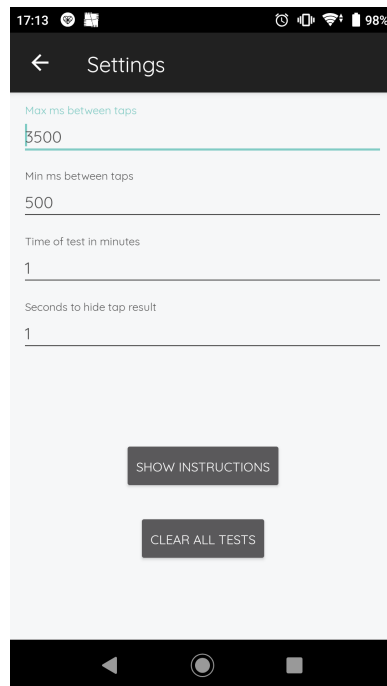 17:13 98%
Settings
Max ms between taps
3500
Min ms between taps
500
Time of test in minutes
1
Seconds to hide tap result
1
SHOW INSTRUCTIONS
CLEAR ALL TESTS